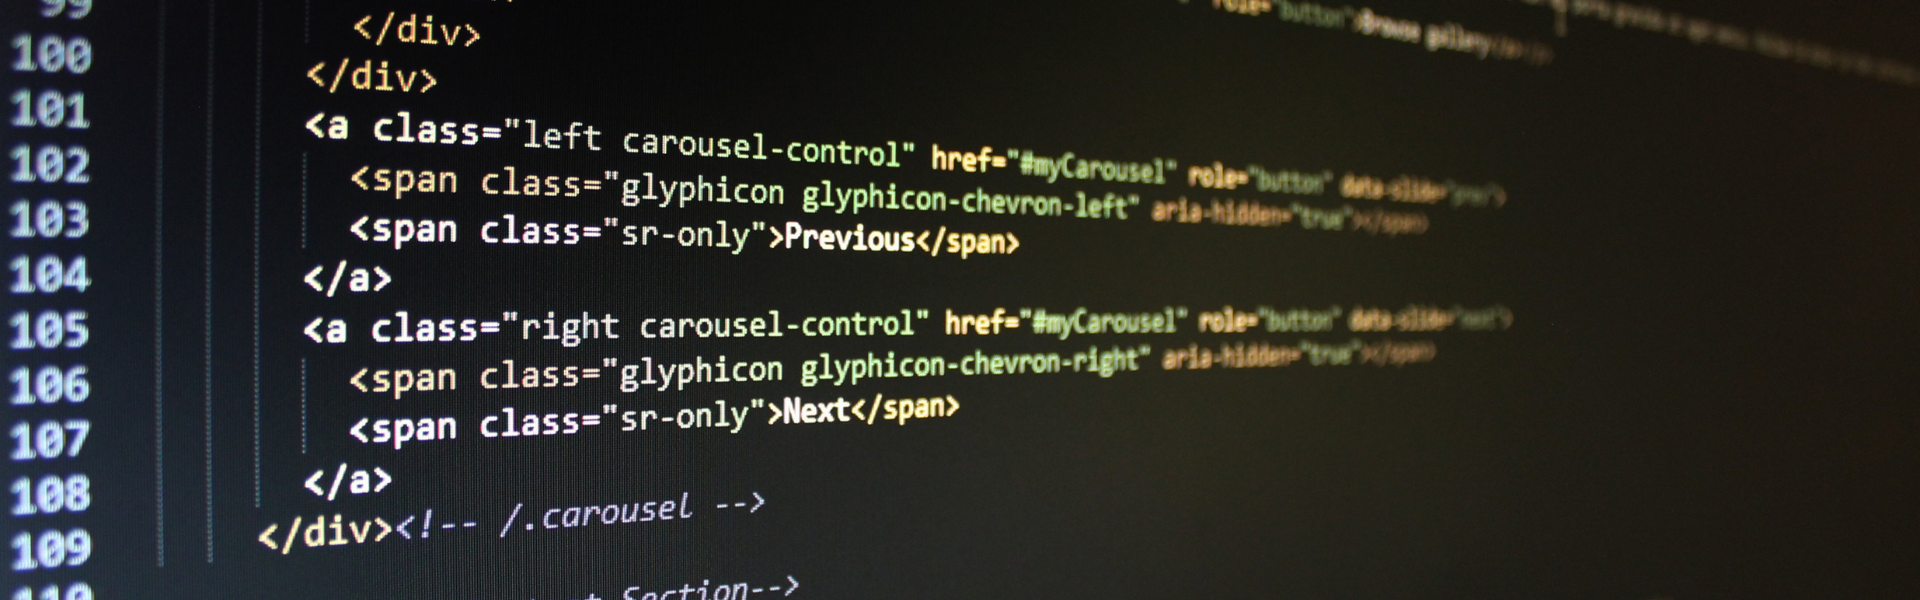 99
100 </div>
</div>
101 <a class="left carousel-control" href="#myCarousel" role="button" data-slide="prev">
102 <span class="glyphicon glyphicon-chevron-left" aria-hidden="true"></span>
103 <span class="sr-only">Previous</span>
104 </a>
105 <a class="right carousel-control" href="#myCarousel" role="button" data-slide="next">
106 <span class="glyphicon glyphicon-chevron-right" aria-hidden="true"></span>
107 <span class="sr-only">Next</span>
108 </a>
109 </div><!-- /.carousel -->
110 Section-->
role="button">Browse gallery</a></p>